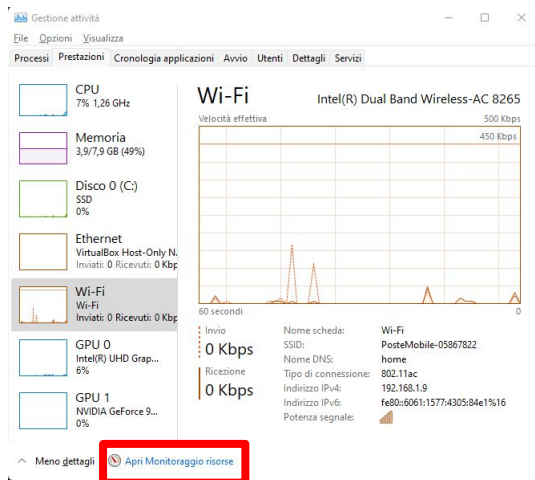 Gestione attività
File Opzioni Visualizza
Processi Prestazioni Cronologia applicazioni Avvio Utenti Dettagli Servizi
CPU
7% 1,26 GHz
Memoria
3,9/7,9 GB (49%)
Disco 0 (C:)
SSD
0%
Ethernet
VirtualBox Host-Only N.
Inviati: 0 Ricevuti: 0 Kbp
Wi-Fi
Wi-Fi
Inviati: 0 Ricevuti: 0 Kbp
GPU 0
Intel(R) UHD Grap...
6%
GPU 1
NVIDIA GeForce 9...
0%
Wi-Fi
Intel(R) Dual Band Wireless-AC 8265
Velocità effettiva 500 Kbps
450 Kbps
60 secondi 0
Invio
0 Kbps
Ricezione
0 Kbps
Nome scheda: Wi-Fi
SSID: PosteMobile-05867822
Nome DNS: home
Tipo di connessione: 802.11ac
Indirizzo IPv4: 192.168.1.9
Indirizzo IPv6: fe80::6061:1577:4305:84e1%16
Potenza segnale:
Meno dettagli Apri Monitoraggio risorse